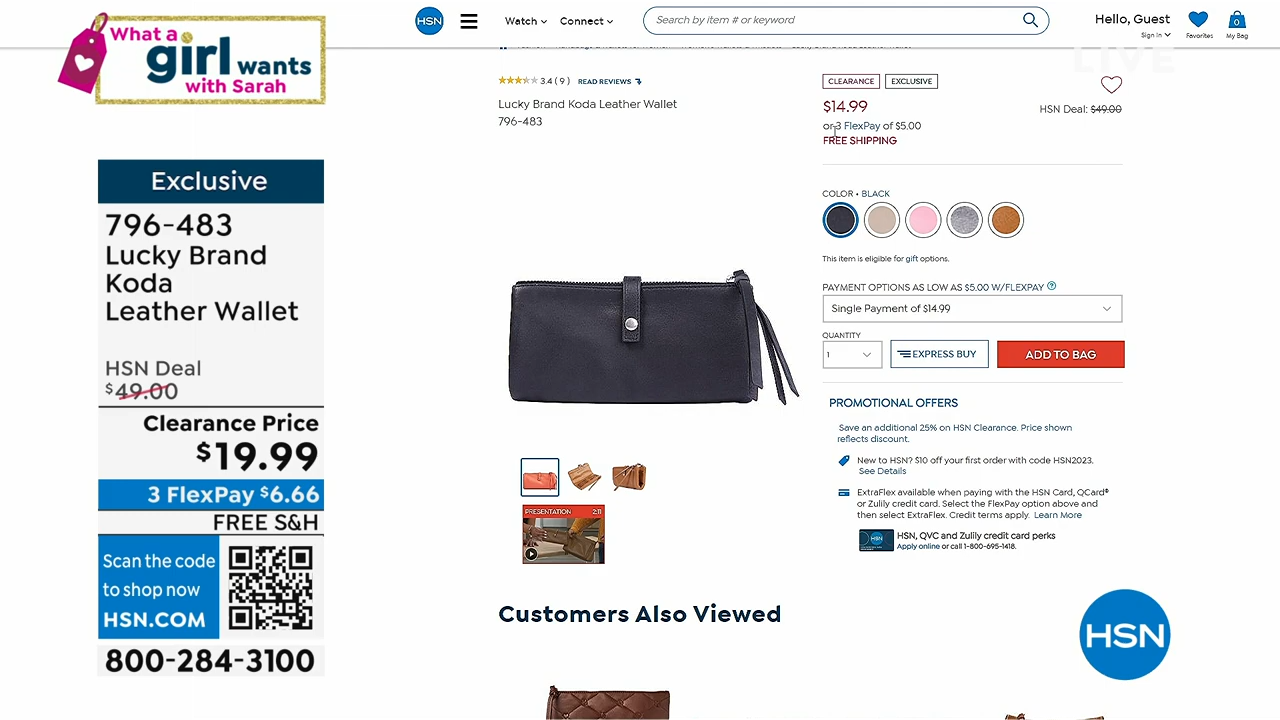 What a
girl wants
with Sarah
Exclusive
796-483
Lucky Brand
Koda
Leather Wallet
HSN Deal
$49.00
Clearance Price
$19.99
3 FlexPay $6.66
FREE S&H
Scan the code
to shop now
HSN.COM
800-284-3100
HSN
Watch
Connect
Search by item # or keyword
Hello, Guest
Sign In
Favorites
0
My Bag
LIVE
3.4 ( 9 )
READ REVIEWS
Lucky Brand Koda Leather Wallet
796-483
PRESENTATION 2:11
CLEARANCE
EXCLUSIVE
$14.99
HSN Deal: $49.00
or 3 FlexPay of $5.00
FREE SHIPPING
COLOR • BLACK
This item is eligible for gift options.
PAYMENT OPTIONS AS LOW AS $5.00 W/FLEXPAY
Single Payment of $14.99
QUANTITY
1
EXPRESS BUY
ADD TO BAG
PROMOTIONAL OFFERS
Save an additional 25% on HSN Clearance. Price shown
reflects discount.
New to HSN? $10 off your first order with code HSN2023.
See Details
ExtraFlex available when paying with the HSN Card, QCard®
or Zulily credit card. Select the FlexPay option above and
then select ExtraFlex. Credit terms apply. Learn More
HSN, QVC and Zulily credit card perks
Apply online or call 1-800-695-1418.
Customers Also Viewed
HSN